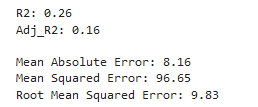 R2: 0.26
Adj_R2: 0.16
Mean Absolute Error: 8.16
Mean Squared Error: 96.65
Root Mean Squared Error: 9.83